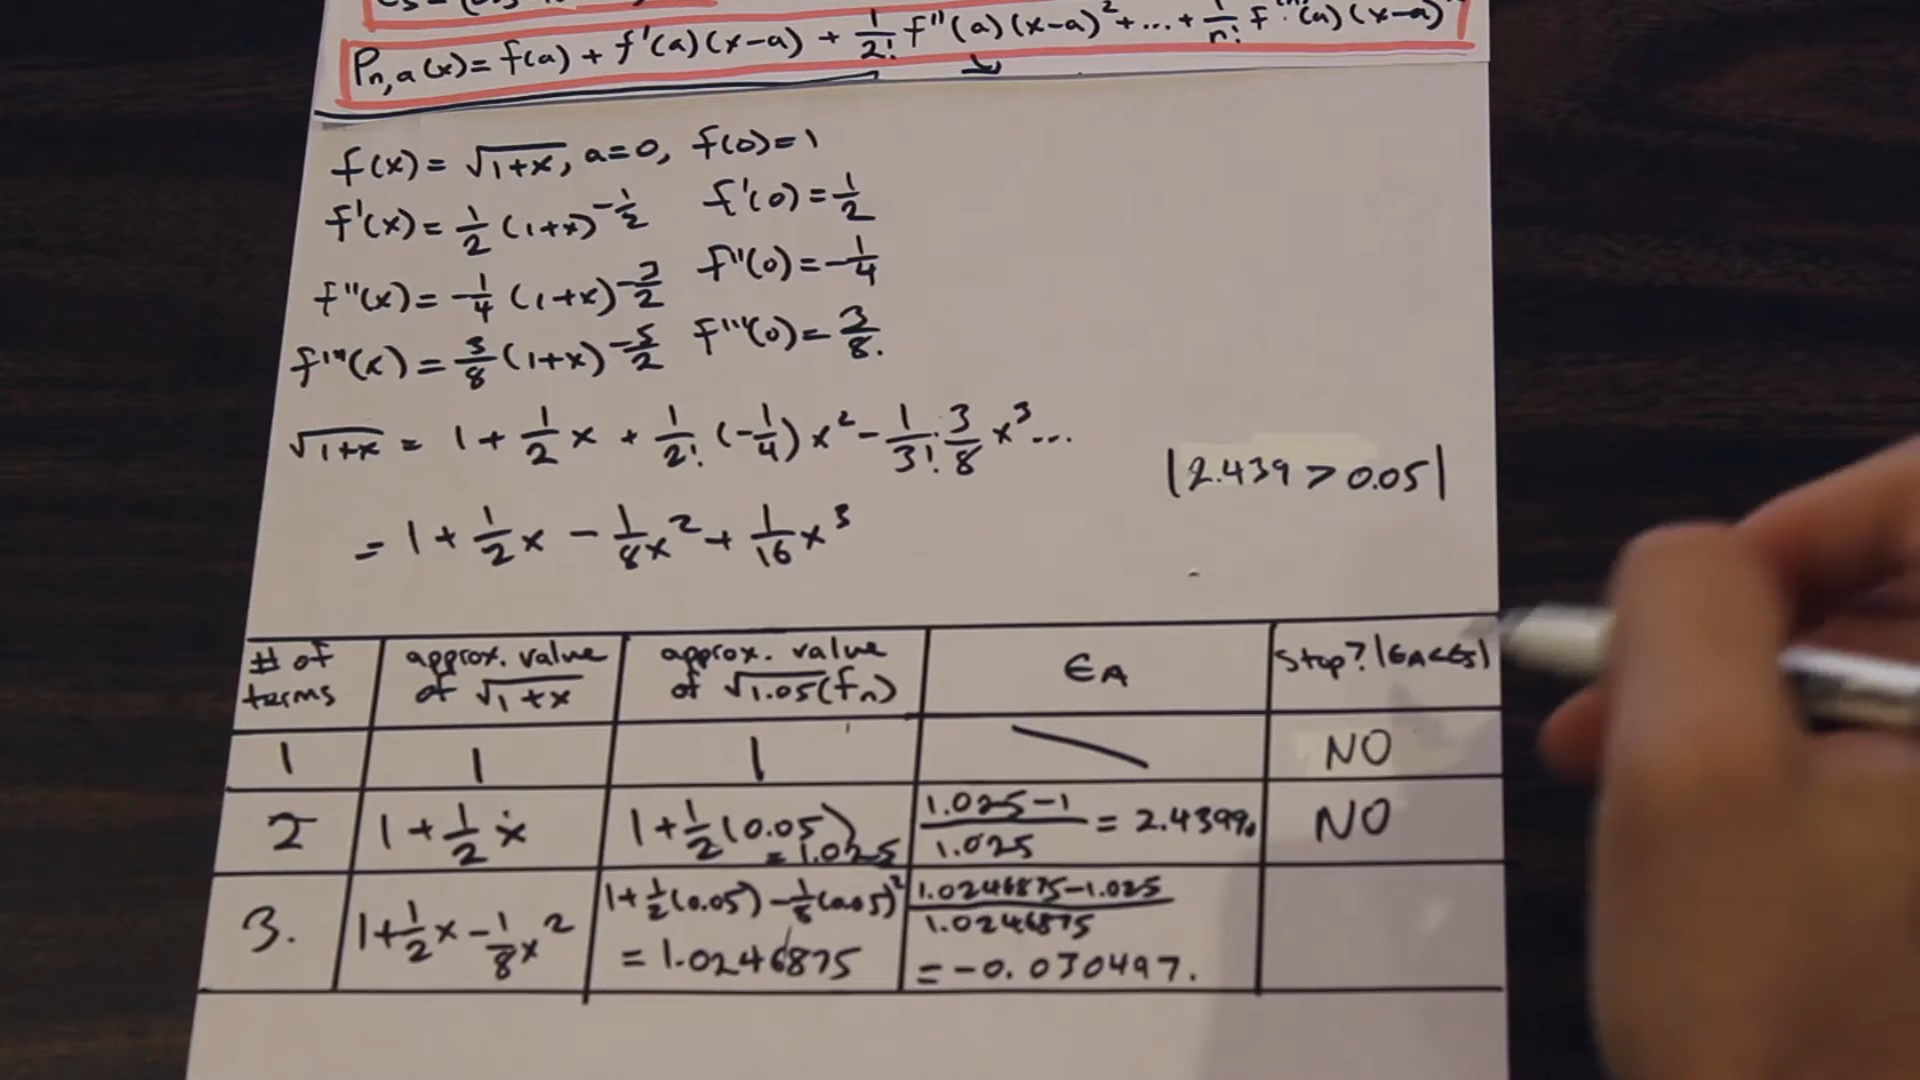 Pn,a(x)= f(a) + f'(a)(x-a) + 1/2! f''(a)(x-a)² + ... + 1/n! f⁽ⁿ⁾(a)(x-a)
f(x)= √1+x, a=0, f(0)=1
f'(x)= 1/2 (1+x)^-1/2 f'(0)=1/2
f''(x)= -1/4 (1+x)^-3/2 f''(0)=-1/4
f'''(x)= 3/8 (1+x)^-5/2 f'''(0)=3/8.
√1+x = 1+ 1/2 x + 1/2! (-1/4) x² - 1/3! · 3/8 x³...
|2.439 > 0.05|
= 1+ 1/2 x - 1/8 x² + 1/16 x³
# of terms approx. value of √1+x approx. value of √1.05 (fn) ϵA Stop? |ϵA<ϵs|
1 1 1 NO
2 1+1/2 x 1+1/2(0.05) = 1.025 1.025-1/1.025 = 2.439% NO
3. 1+1/2 x - 1/8 x² 1+1/2(0.05)-1/8(0.05)² = 1.0246875 1.0246875-1.025/1.0246875 = -0.030497.